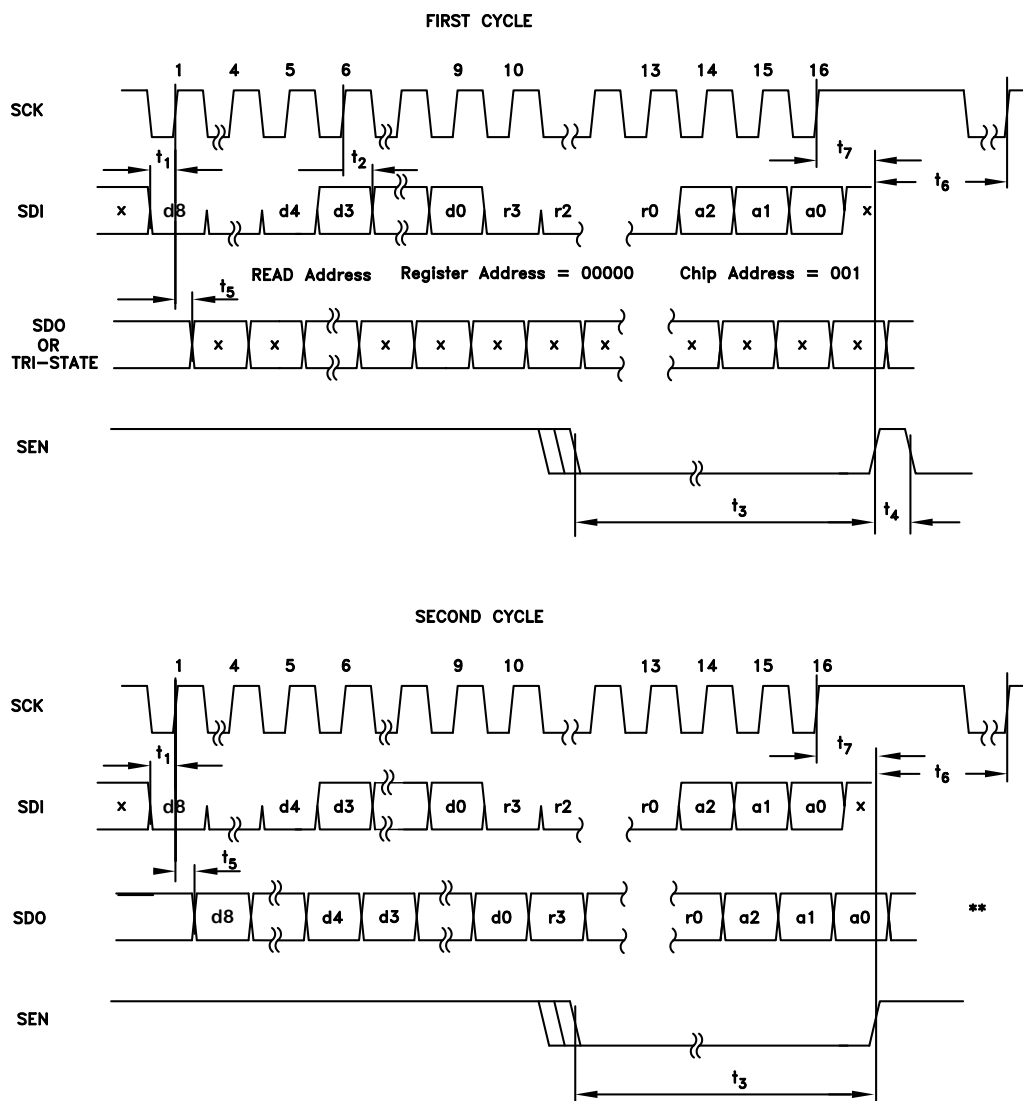 FIRST CYCLE
1 4 5 6 9 10 13 14 15 16
SCK
t1 t2 t7 t6
SDI x d8 d4 d3 d0 r3 r2 r0 a2 a1 a0 x
READ Address Register Address = 00000 Chip Address = 001
t5
SDO
OR
TRI-STATE
x x x x x x x x x x x
SEN
t3 t4
SECOND CYCLE
1 4 5 6 9 10 13 14 15 16
SCK
t1 t7 t6
SDI x d8 d4 d3 d0 r3 r2 r0 a2 a1 a0 x
t5
SDO d8 d4 d3 d0 r3 r0 a2 a1 a0 **
SEN
t3